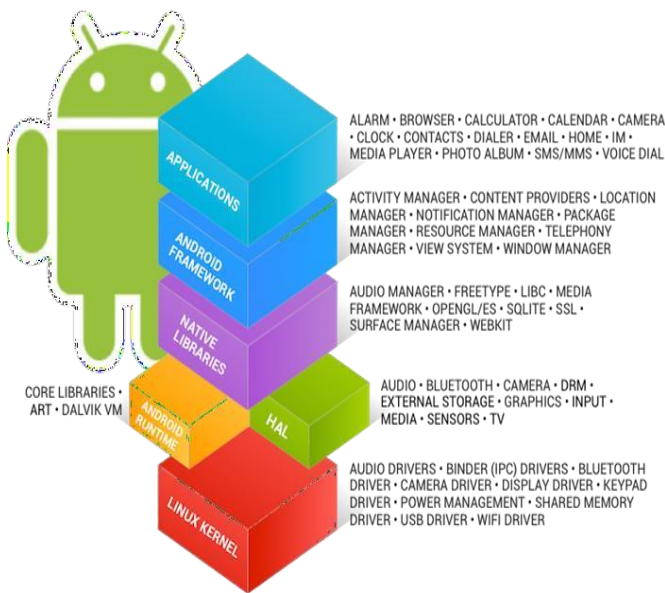 APPLICATIONS
ALARM • BROWSER • CALCULATOR • CALENDAR • CAMERA
• CLOCK • CONTACTS • DIALER • EMAIL • HOME • IM •
MEDIA PLAYER • PHOTO ALBUM • SMS/MMS • VOICE DIAL
ANDROID
FRAMEWORK
ACTIVITY MANAGER • CONTENT PROVIDERS • LOCATION
MANAGER • NOTIFICATION MANAGER • PACKAGE
MANAGER • RESOURCE MANAGER • TELEPHONY
MANAGER • VIEW SYSTEM • WINDOW MANAGER
NATIVE
LIBRARIES
AUDIO MANAGER • FREETYPE • LIBC • MEDIA
FRAMEWORK • OPENGL/ES • SQLITE • SSL •
SURFACE MANAGER • WEBKIT
CORE LIBRARIES •
ART • DALVIK VM
ANDROID
RUNTIME
HAL
AUDIO • BLUETOOTH • CAMERA • DRM •
EXTERNAL STORAGE • GRAPHICS • INPUT •
MEDIA • SENSORS • TV
LINUX KERNEL
AUDIO DRIVERS • BINDER (IPC) DRIVERS • BLUETOOTH
DRIVER • CAMERA DRIVER • DISPLAY DRIVER • KEYPAD
DRIVER • POWER MANAGEMENT • SHARED MEMORY
DRIVER • USB DRIVER • WIFI DRIVER